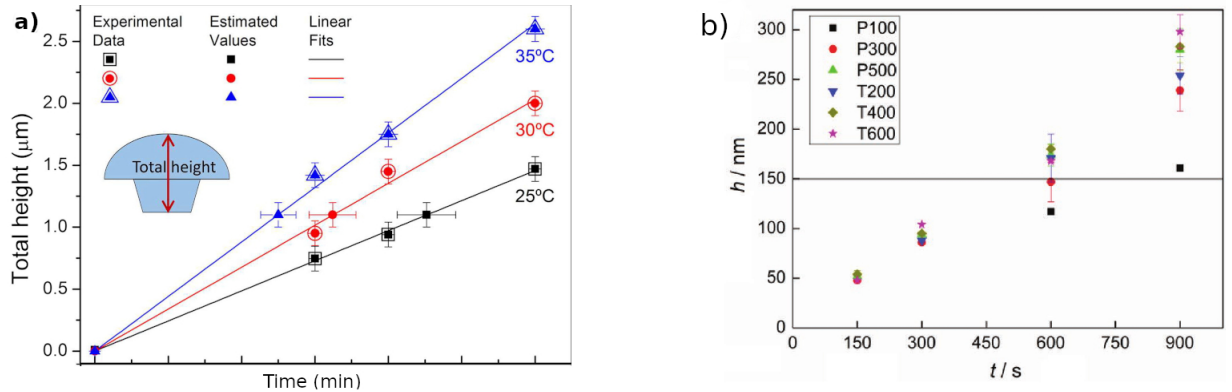 a)
Experimental Estimated Linear
Data Values Fits
35ºC
30ºC
25ºC
Total height
Total height (μm)
2.5
2.0
1.5
1.0
0.5
0.0
Time (min)
b)
P100
P300
P500
T200
T400
T600
h / nm
300
250
200
150
100
50
0
0 150 300 450 600 750 900
t / s